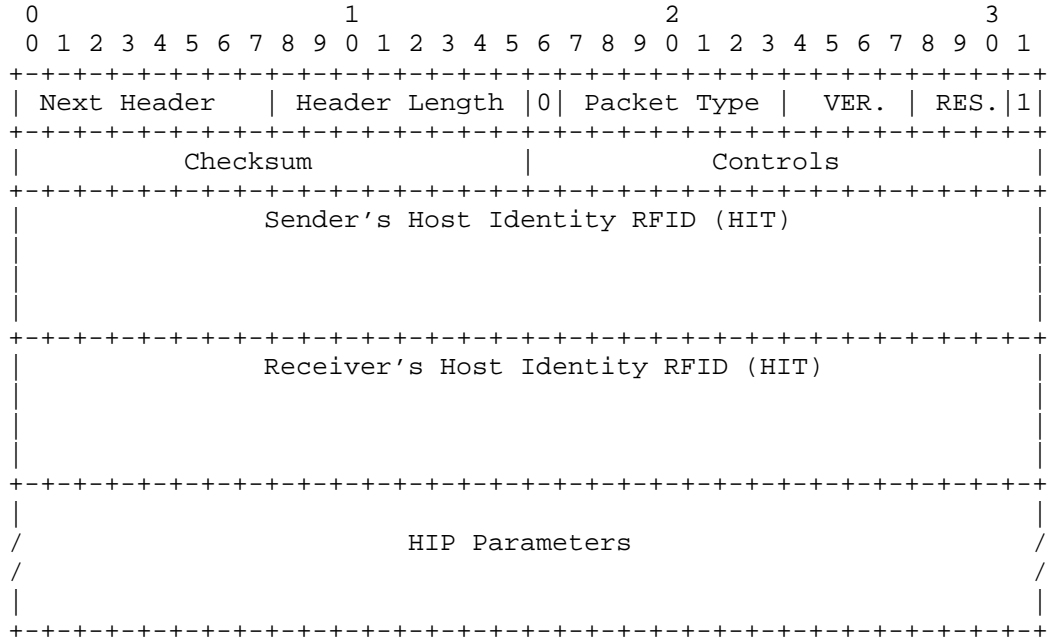 0                   1                   2                   3
0 1 2 3 4 5 6 7 8 9 0 1 2 3 4 5 6 7 8 9 0 1 2 3 4 5 6 7 8 9 0 1
+-+-+-+-+-+-+-+-+-+-+-+-+-+-+-+-+-+-+-+-+-+-+-+-+-+-+-+-+-+-+-+-+
| Next Header   | Header Length |0| Packet Type |  VER. | RES.|1|
+-+-+-+-+-+-+-+-+-+-+-+-+-+-+-+-+-+-+-+-+-+-+-+-+-+-+-+-+-+-+-+-+
|          Checksum             |           Controls            |
+-+-+-+-+-+-+-+-+-+-+-+-+-+-+-+-+-+-+-+-+-+-+-+-+-+-+-+-+-+-+-+-+
|               Sender's Host Identity RFID (HIT)               |
|                                                               |
|                                                               |
|                                                               |
+-+-+-+-+-+-+-+-+-+-+-+-+-+-+-+-+-+-+-+-+-+-+-+-+-+-+-+-+-+-+-+-+
|               Receiver's Host Identity RFID (HIT)             |
|                                                               |
|                                                               |
|                                                               |
+-+-+-+-+-+-+-+-+-+-+-+-+-+-+-+-+-+-+-+-+-+-+-+-+-+-+-+-+-+-+-+-+
|                                                               |
/                        HIP Parameters                         /
/                                                               /
|                                                               |
+-+-+-+-+-+-+-+-+-+-+-+-+-+-+-+-+-+-+-+-+-+-+-+-+-+-+-+-+-+-+-+-+